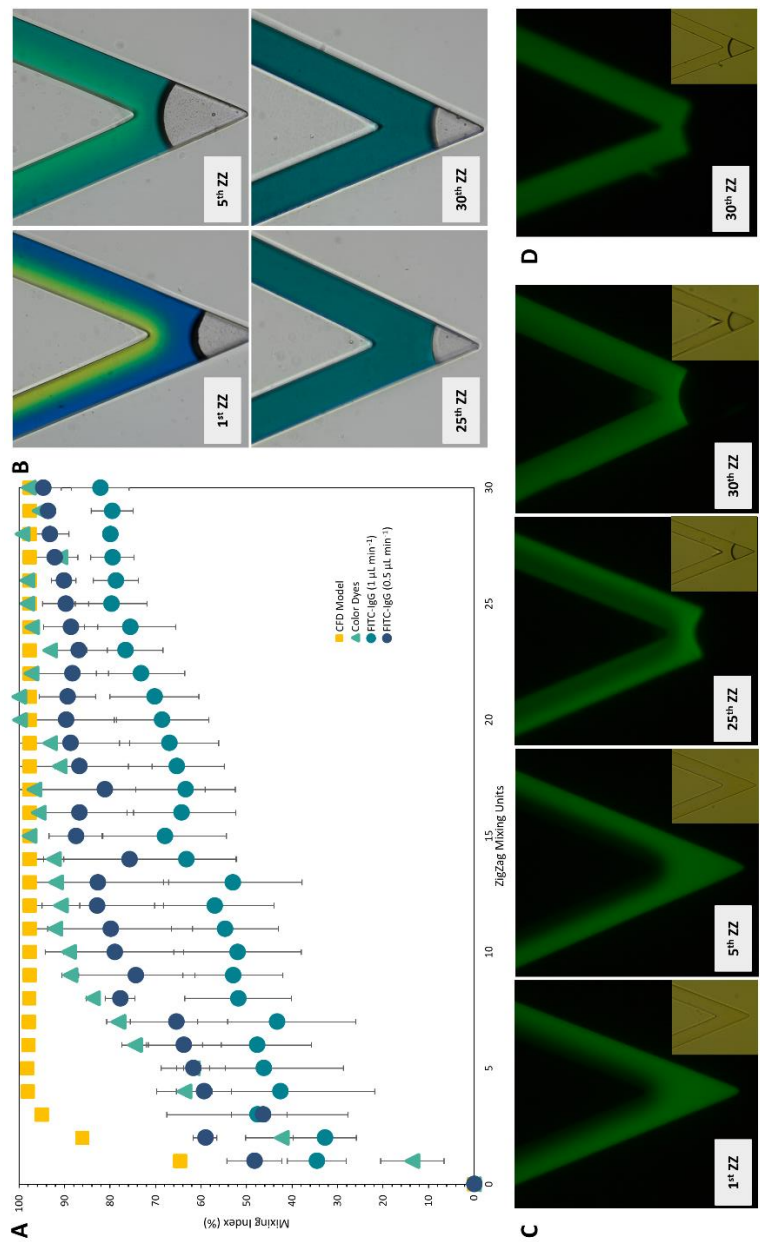 A
Mixing Index (%)
100
90
80
70
60
50
40
30
20
10
0
0
5
10
15
20
25
30
ZigZag Mixing Units
CFD Model
Color Dyes
FITC-IgG (1 µL min⁻¹)
FITC-IgG (0.5 µL min⁻¹)
B
1st ZZ
5th ZZ
25th ZZ
30th ZZ
C
1st ZZ
5th ZZ
25th ZZ
30th ZZ
D
30th ZZ